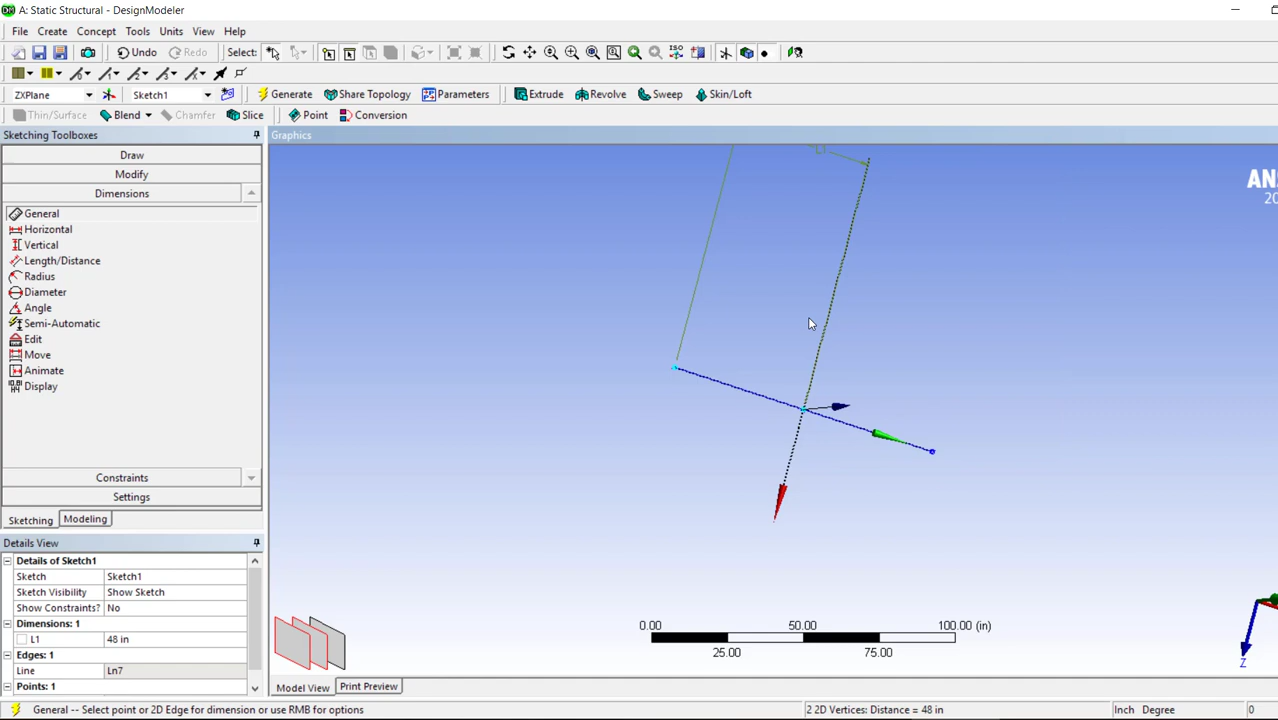 A: Static Structural - DesignModeler
File Create Concept Tools Units View Help
Undo Redo Select: ISO
ZXPlane Sketch1 Generate Share Topology Parameters Extrude Revolve Sweep Skin/Loft
Thin/Surface Blend Chamfer Slice Point Conversion
Sketching Toolboxes
Graphics
Draw
Modify
Dimensions
General
Horizontal
Vertical
Length/Distance
Radius
Diameter
Angle
Semi-Automatic
Edit
Move
Animate
Display
Constraints
Settings
Sketching Modeling
Details View
Details of Sketch1
Sketch Sketch1
Sketch Visibility Show Sketch
Show Constraints? No
Dimensions: 1
L1 48 in
Edges: 1
Line Ln7
Points: 1
L1
AN
20
0.00 50.00 100.00 (in)
25.00 75.00
Z
Model View Print Preview
General -- Select point or 2D Edge for dimension or use RMB for options
2 2D Vertices: Distance = 48 in
Inch Degree 0